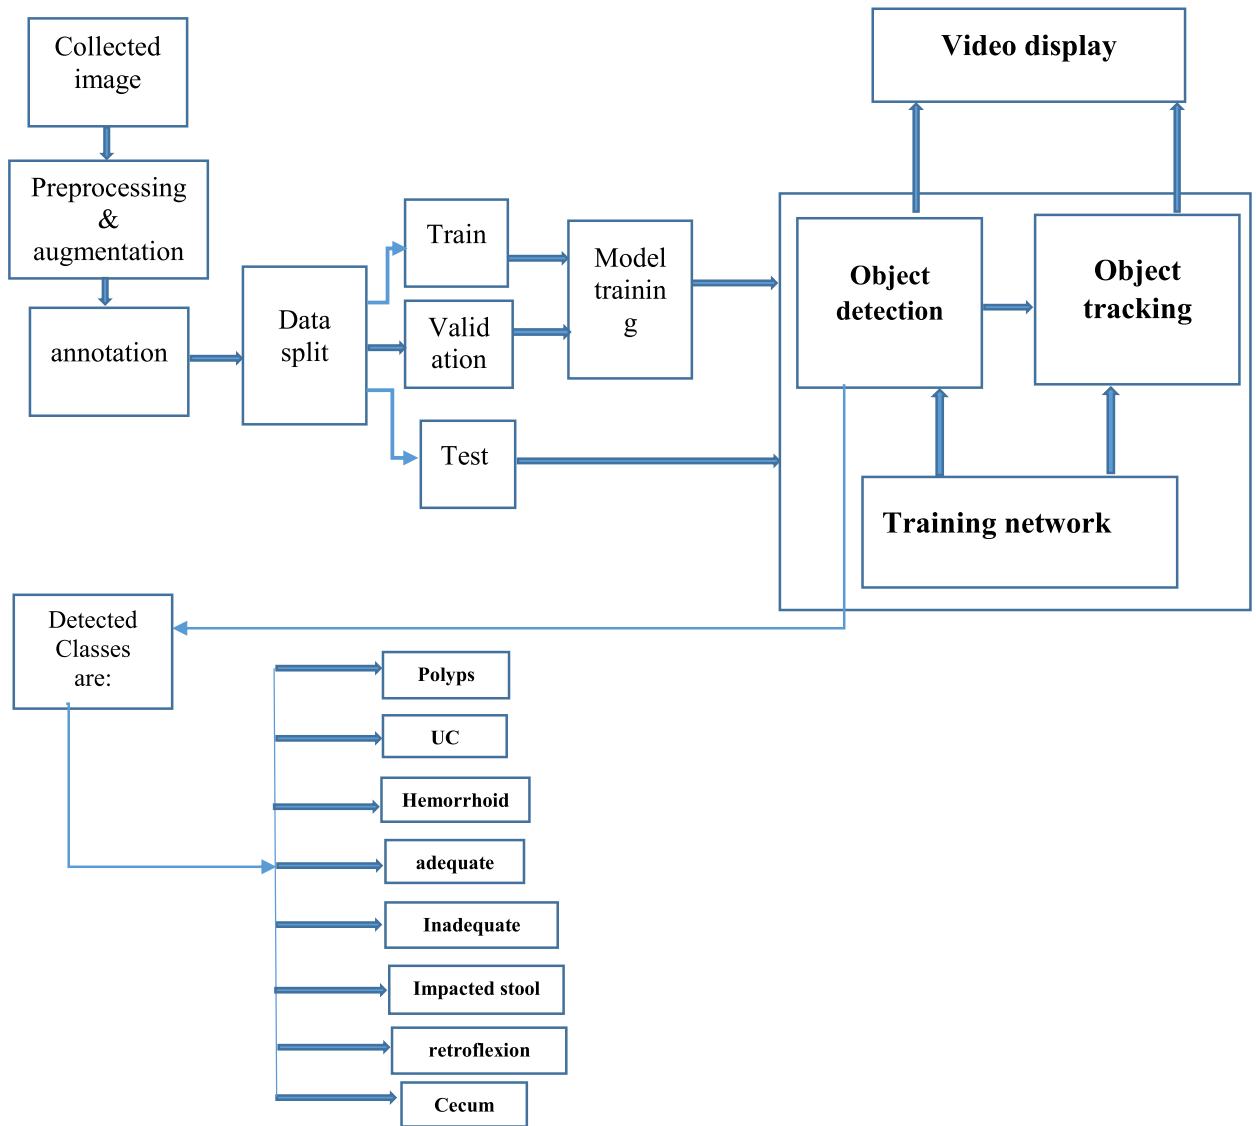 Collected
image
Preprocessing
&
augmentation
annotation
Data
split
Train
Valid
ation
Test
Model
trainin
g
Video display
Object
detection
Object
tracking
Training network
Detected
Classes
are:
Polyps
UC
Hemorrhoid
adequate
Inadequate
Impacted stool
retroflexion
Cecum